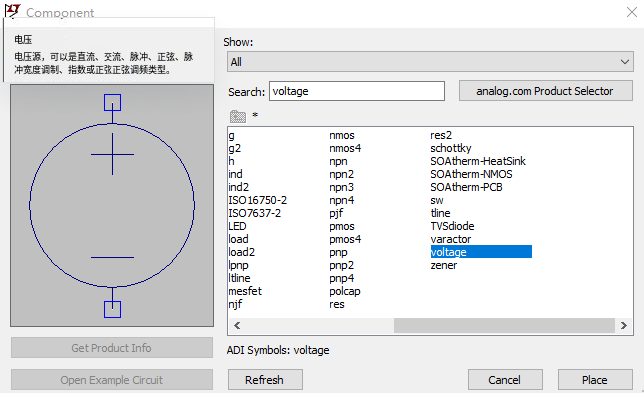 Component
电压
电压源，可以是直流、交流、脉冲、正弦、脉
冲宽度调制、指数或正弦正弦调频类型。
Show:
All
Search: voltage analog.com Product Selector
*
g nmos res2
g2 nmos4 schottky
h npn SOAtherm-HeatSink
ind npn2 SOAtherm-NMOS
ind2 npn3 SOAtherm-PCB
ISO16750-2 npn4 sw
ISO7637-2 pjf tline
LED pmos TVSdiode
load pmos4 varactor
load2 pnp voltage
lpnp pnp2 zener
ltline pnp4
mesfet polcap
njf res
Get Product Info
ADI Symbols: voltage
Open Example Circuit Refresh Cancel Place